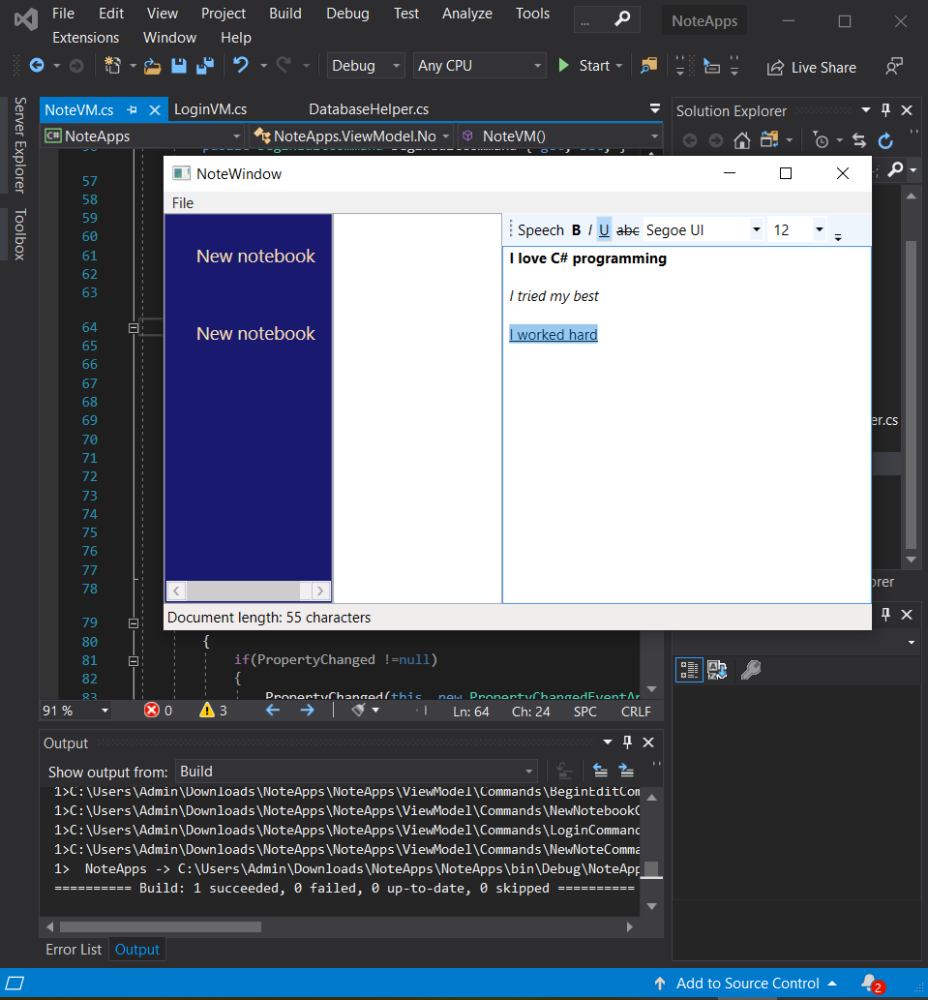 File Edit View Project Build Debug Test Analyze Tools ... NoteApps
Extensions Window Help
Debug Any CPU Start Live Share
Server Explorer
Toolbox
NoteVM.cs LoginVM.cs DatabaseHelper.cs
C# NoteApps NoteApps.ViewModel.No NoteVM()
Solution Explorer
57
58
59
60
61
62
63
64
65
66
67
68
69
70
71
72
73
74
75
76
77
78
79
80 {
81 if(PropertyChanged !=null)
82 {
83 PropertyChanged(this, new PropertyChangedEventAr
NoteWindow
File
New notebook
New notebook
Speech B I U abc Segoe UI 12
I love C# programming
I tried my best
I worked hard
Document length: 55 characters
er.cs
orer
91 % 0 3 Ln: 64 Ch: 24 SPC CRLF
Output
Show output from: Build
1>C:\Users\Admin\Downloads\NoteApps\NoteApps\ViewModel\Commands\BeginEditCom
1>C:\Users\Admin\Downloads\NoteApps\NoteApps\ViewModel\Commands\NewNotebookC
1>C:\Users\Admin\Downloads\NoteApps\NoteApps\ViewModel\Commands\LoginCommand
1>C:\Users\Admin\Downloads\NoteApps\NoteApps\ViewModel\Commands\NewNoteComma
1> NoteApps -> C:\Users\Admin\Downloads\NoteApps\NoteApps\bin\Debug\NoteApp
========== Build: 1 succeeded, 0 failed, 0 up-to-date, 0 skipped ==========
Error List Output
Add to Source Control 2